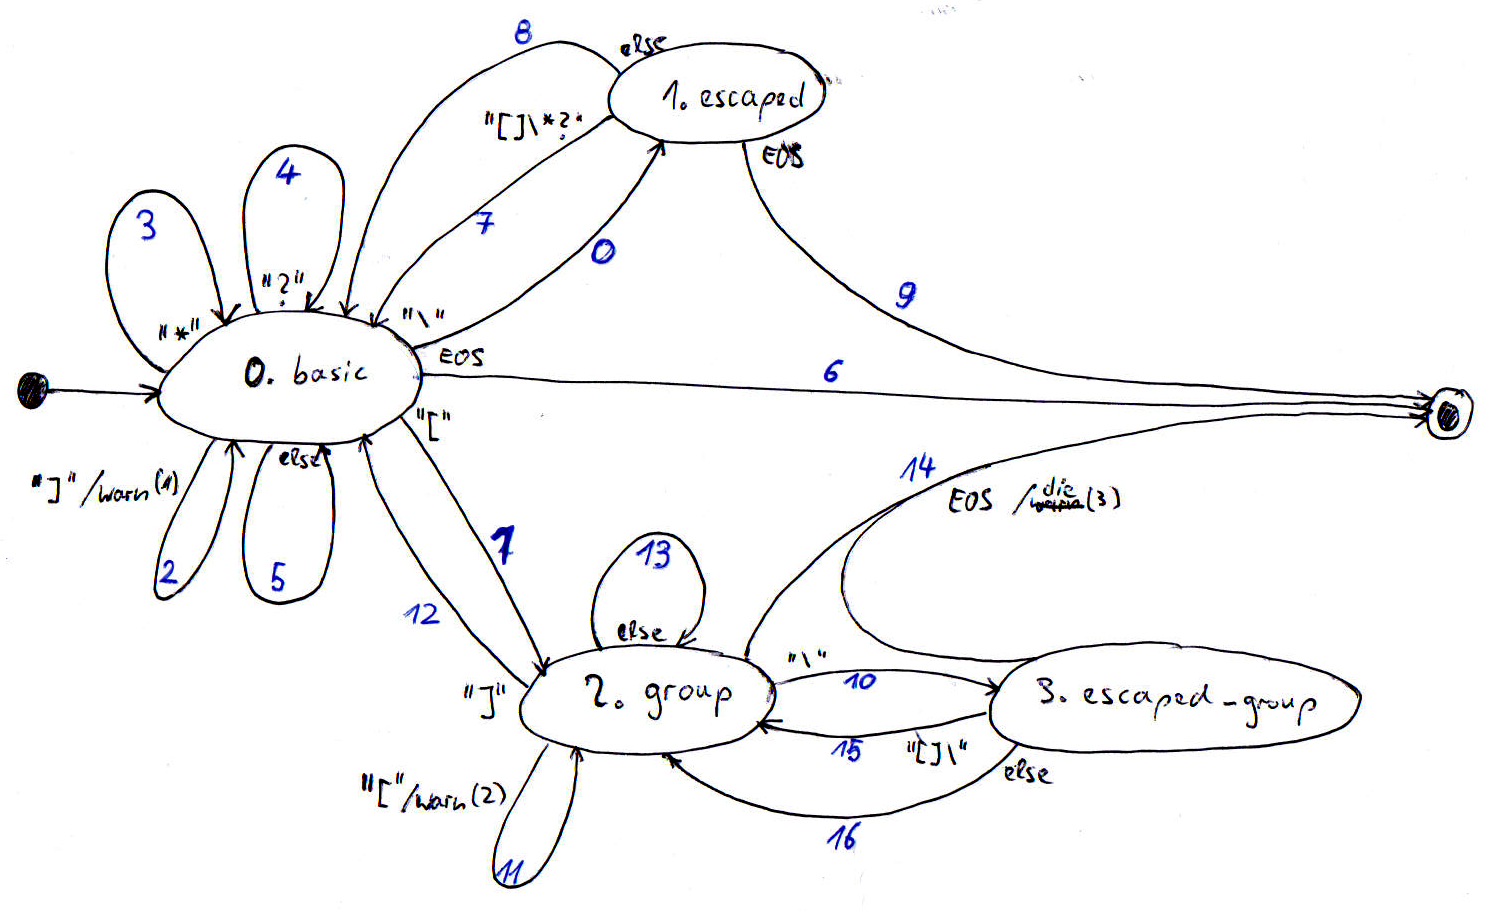 8
else
1. escaped
"[]\*?"
EOS
4
3
7
0
"?"
9
"*"
"\"
0. basic
EOS
6
"["
else
"]"/warn(1)
14
EOS /die(3)
1
13
2
5
12
else
"\"
10
2. group
"]"
3. escaped_group
15
"[]\"
"["/warn(2)
else
16
11